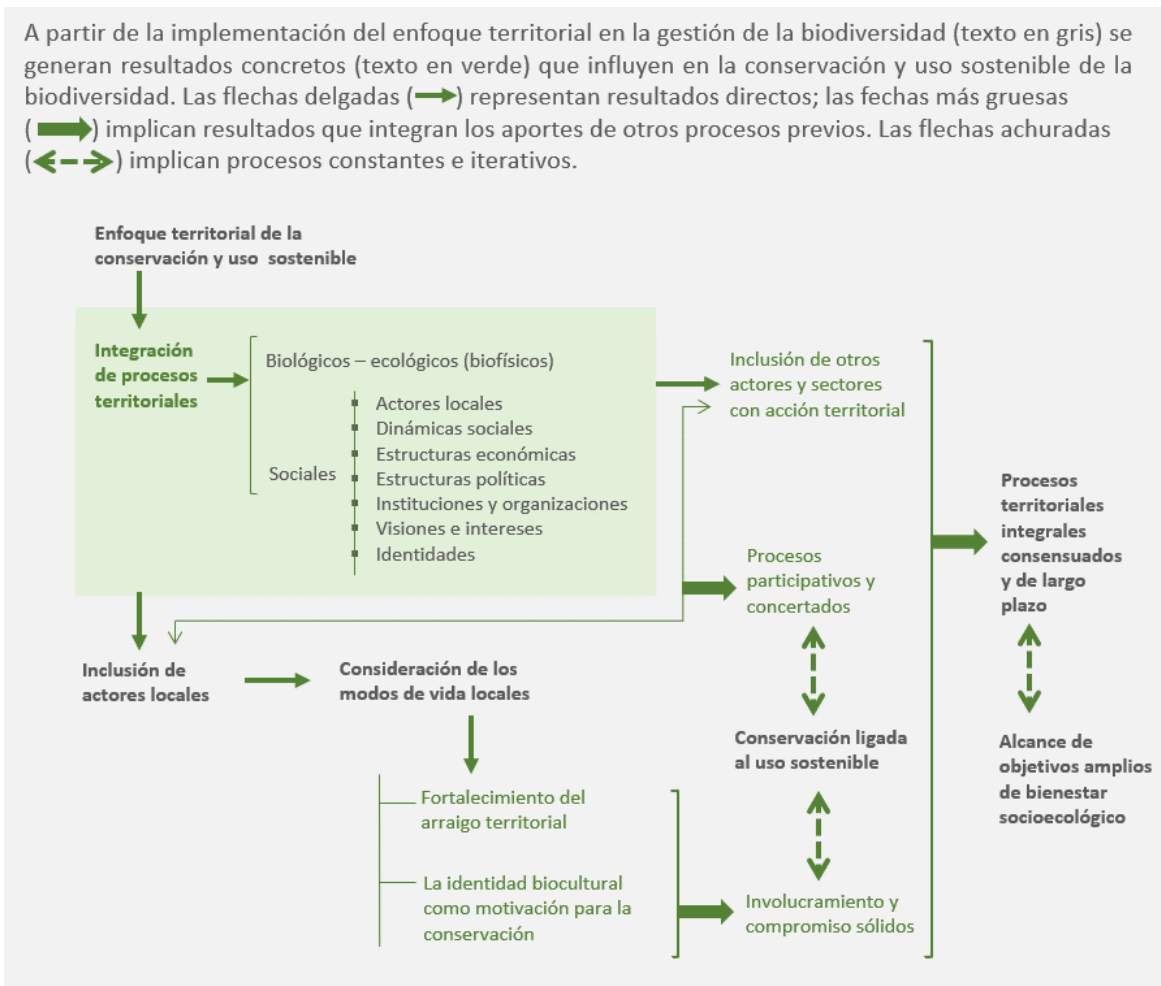 A partir de la implementación del enfoque territorial en la gestión de la biodiversidad (texto en gris) se
generan resultados concretos (texto en verde) que influyen en la conservación y uso sostenible de la
biodiversidad. Las flechas delgadas (→) representan resultados directos; las fechas más gruesas
(➡) implican resultados que integran los aportes de otros procesos previos. Las flechas achuradas
(⇠⇢) implican procesos constantes e iterativos.
Enfoque territorial de la
conservación y uso sostenible
Integración
de procesos
territoriales
Biológicos – ecológicos (biofísicos)
Sociales
▪ Actores locales
▪ Dinámicas sociales
▪ Estructuras económicas
▪ Estructuras políticas
▪ Instituciones y organizaciones
▪ Visiones e intereses
▪ Identidades
Inclusión de otros
actores y sectores
con acción territorial
Procesos
participativos y
concertados
Procesos
territoriales
integrales
consensuados
y de largo
plazo
Inclusión de
actores locales
Consideración de los
modos de vida locales
Conservación ligada
al uso sostenible
Alcance de
objetivos amplios
de bienestar
socioecológico
Fortalecimiento del
arraigo territorial
La identidad biocultural
como motivación para la
conservación
Involucramiento y
compromiso sólidos